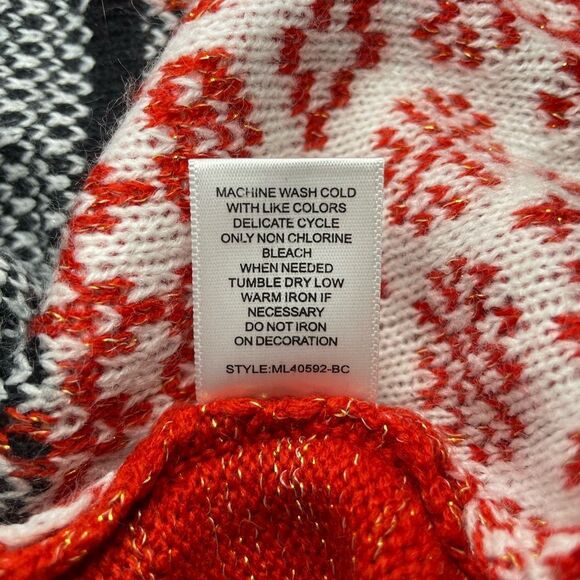 MACHINE WASH COLD
WITH LIKE COLORS
DELICATE CYCLE
ONLY NON CHLORINE
BLEACH
WHEN NEEDED
TUMBLE DRY LOW
WARM IRON IF
NECESSARY
DO NOT IRON
ON DECORATION
STYLE:ML40592-BC